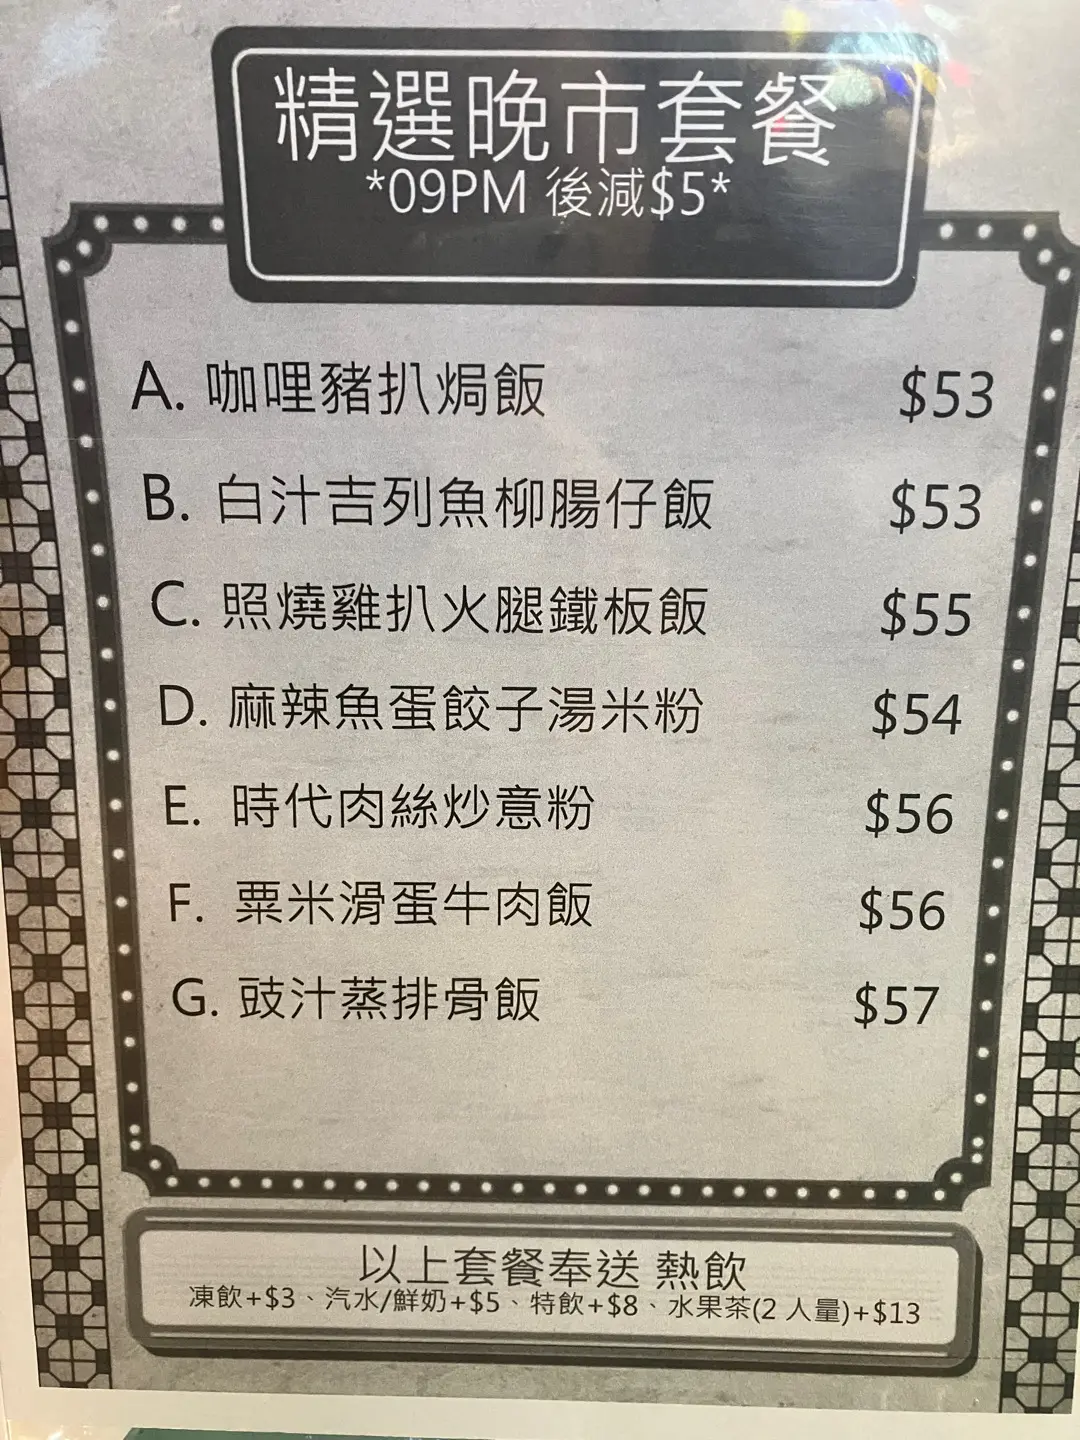 精選晚市套餐
*09PM 後減$5*
A. 咖哩豬扒焗飯 $53
B. 白汁吉列魚柳腸仔飯 $53
C. 照燒雞扒火腿鐵板飯 $55
D. 麻辣魚蛋餃子湯米粉 $54
E. 時代肉絲炒意粉 $56
F. 粟米滑蛋牛肉飯 $56
G. 豉汁蒸排骨飯 $57
以上套餐奉送 熱飲
凍飲+$3、汽水/鮮奶+$5、特飲+$8、水果茶(2 人量)+$13